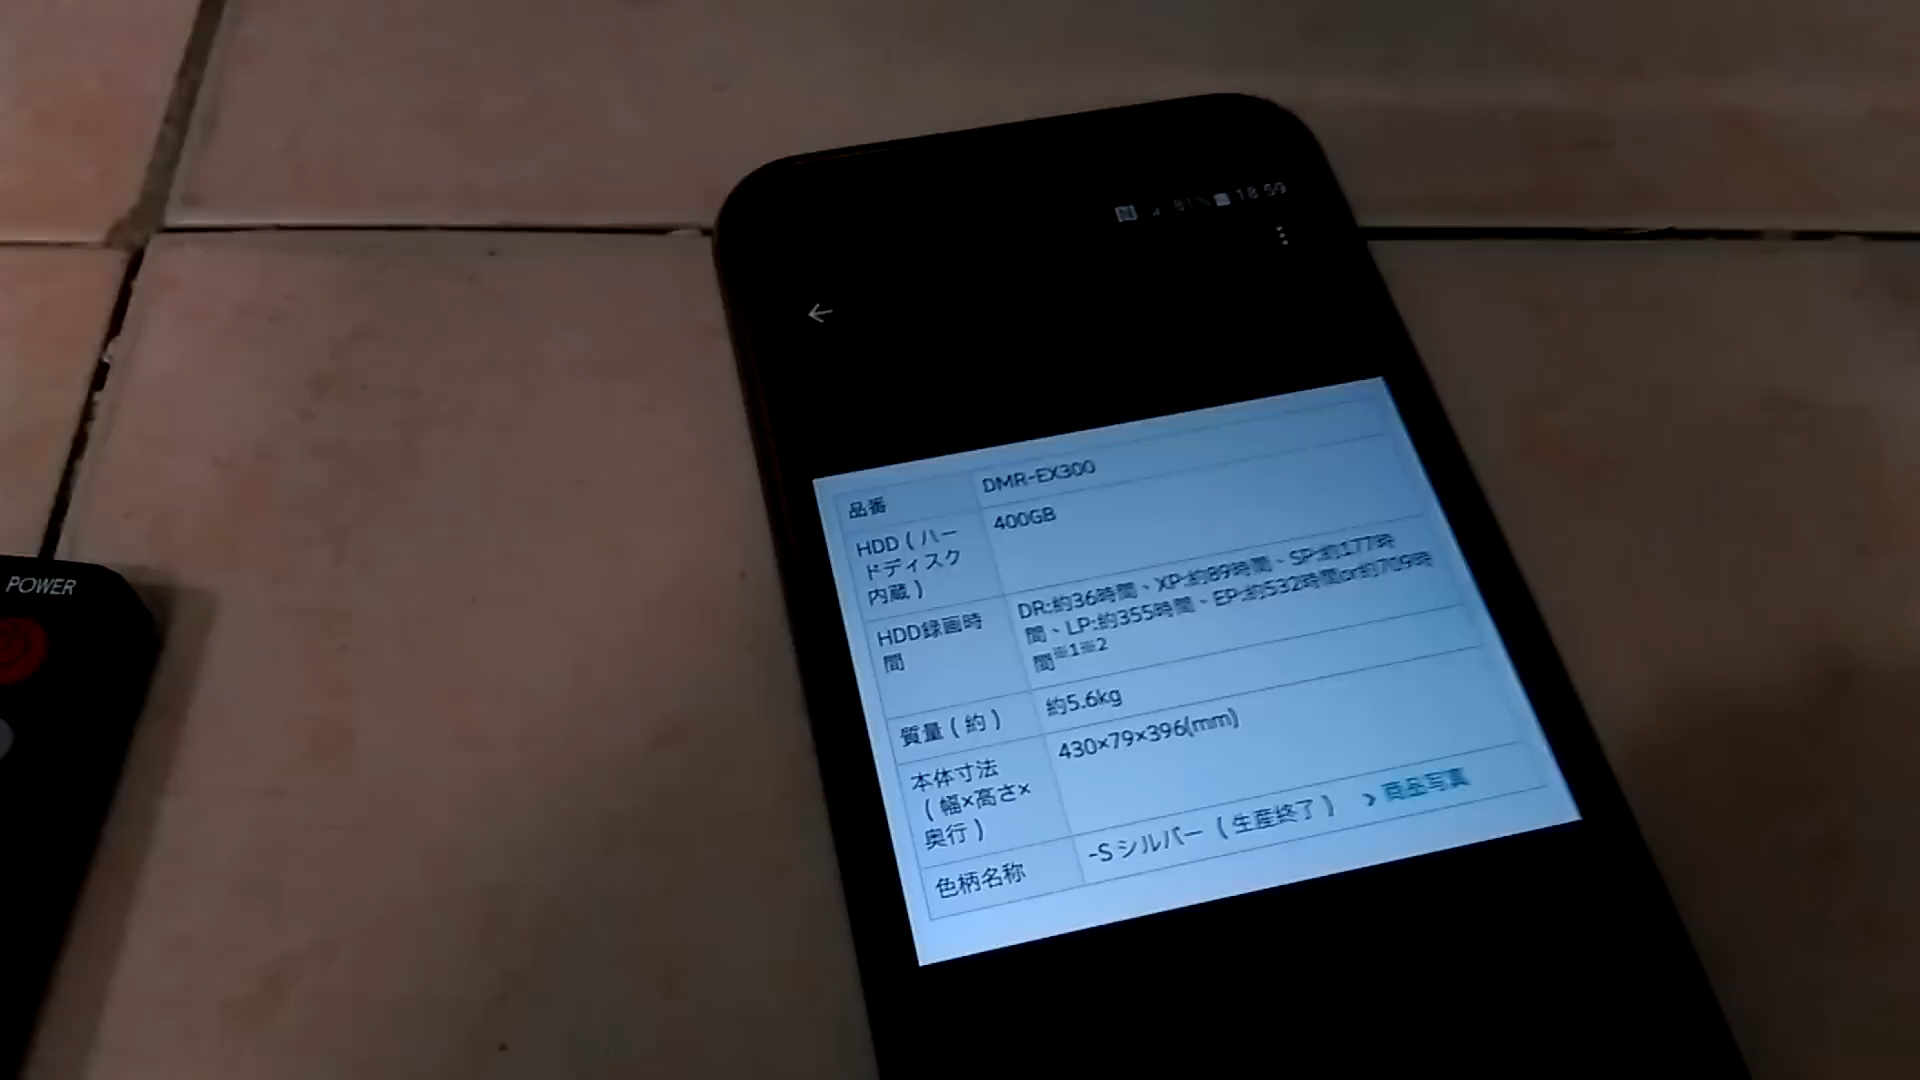 81% 18:59
POWER
品番 DMR-EX300
HDD(ハードディスク内蔵) 400GB
HDD録画時間 DR:約36時間、XP:約89時間、SP:約177時間、LP:約355時間、EP:約532時間or約709時間※1※2
質量(約) 約5.6kg
本体寸法(幅×高さ×奥行) 430×79×396(mm)
色柄名称 -S シルバー(生産終了) > 商品写真